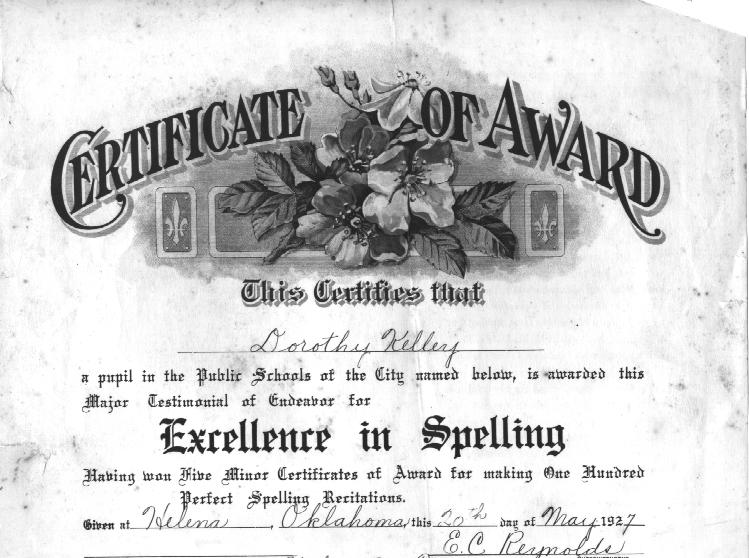 CERTIFICATE OF AWARD
This Certifies that
Dorothy Kelley
a pupil in the Public Schools of the City named below, is awarded this
Major Testimonial of Endeavor for
Excellence in Spelling
Having won Five Minor Certificates of Award for making One Hundred
Perfect Spelling Recitations.
Given at Helena, Oklahoma, this 20th day of May 1927
E. C. Reynolds